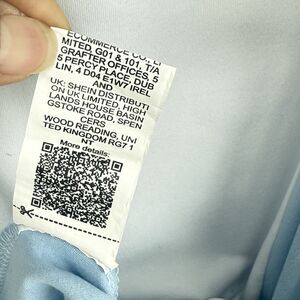 ECOMMERCE CO., LI
MITED, G01 & 101, T/A
GRAFTER OFFICES, 5
5 PERCY PLACE, DUB
LIN, 4 D04 E1W7 IREL
AND
UK: SHEIN DISTRIBUTI
ON UK LIMITED, HIGH
LANDS HOUSE BASIN
GSTOKE ROAD, SPEN
CERS
WOOD READING, UNI
TED KINGDOM RG7 1
NT
More details: